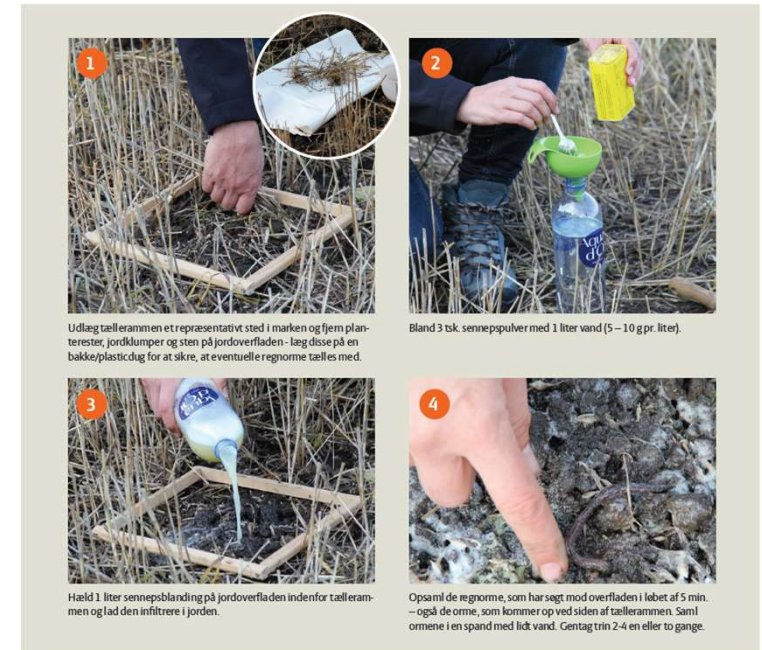 1
2
Udlæg tællerammen et repræsentativt sted i marken og fjern plan-
terester, jordklumper og sten på jordoverfladen - læg disse på en
bakke/plasticdug for at sikre, at eventuelle regnorme tælles med.
Bland 3 tsk. sennepspulver med 1 liter vand (5 – 10 g pr. liter).
3
4
Hæld 1 liter sennepsblanding på jordoverfladen indenfor tælleram-
men og lad den infiltrere i jorden.
Opsaml de regnorme, som har søgt mod overfladen i løbet af 5 min.
– også de orme, som kommer op ved siden af tællerammen. Saml
ormene i en spand med lidt vand. Gentag trin 2-4 en eller to gange.